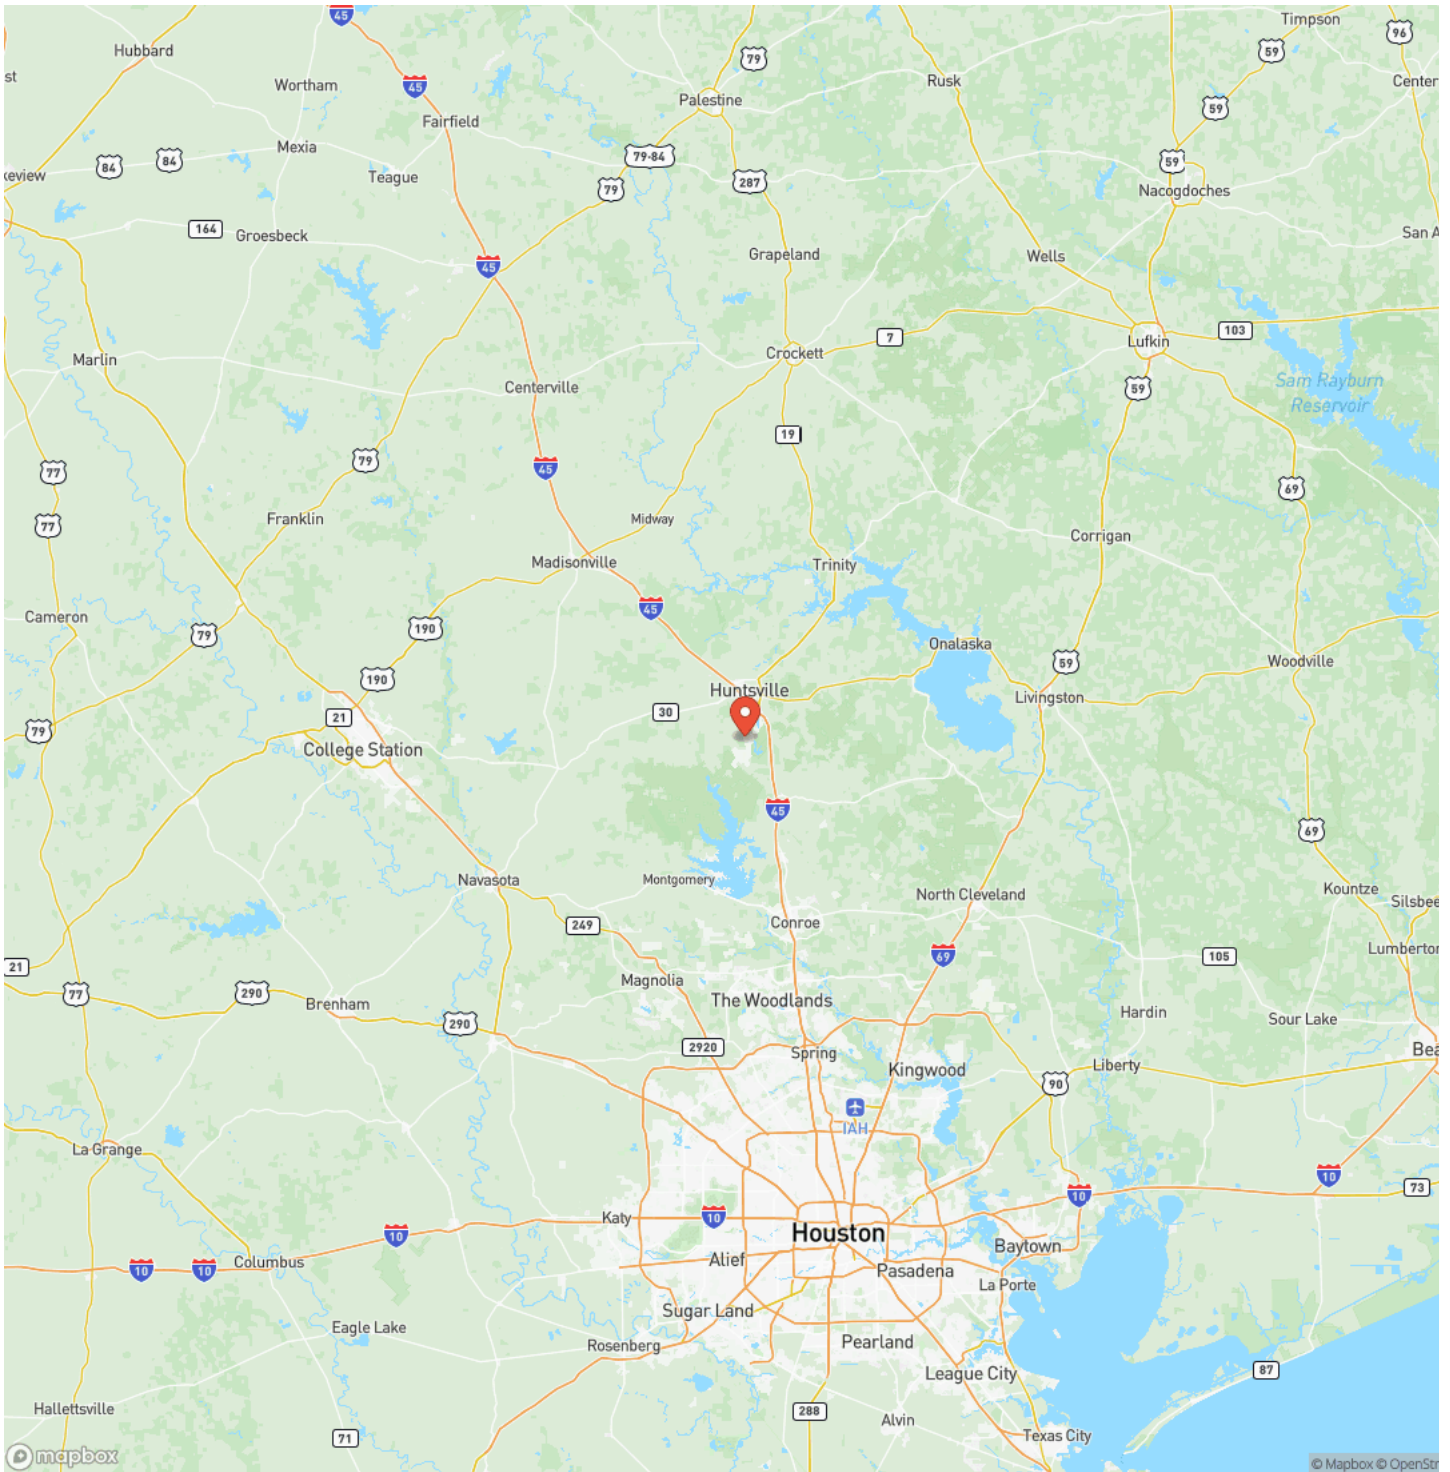 45
Timpson
96
Hubbard
79
59
st
Wortham
45
Rusk
Center
Palestine
59
Fairfield
Mexia
84
84
79-84
59
keview
Teague
79
287
Nacogdoches
164
Groesbeck
San A
Grapeland
Wells
45
103
7
Lufkin
Marlin
Crockett
Centerville
59
Sam Rayburn
Reservoir
19
79
45
77
69
Franklin
Midway
77
Corrigan
Madisonville
Trinity
45
Cameron
190
79
Onalaska
59
Woodville
190
Huntsville
Livingston
30
21
79
College Station
45
69
Navasota
Montgomery
Kountze
North Cleveland
Silsbee
249
Conroe
Lumberton
69
105
21
Magnolia
77
290
The Woodlands
Brenham
Hardin
Sour Lake
290
2920
Spring
Bea
Liberty
Kingwood
90
IAH
La Grange
10
73
10
Katy
10
Houston
10
Baytown
Alief
Columbus
10
10
Pasadena
La Porte
Sugar Land
Eagle Lake
Pearland
Rosenberg
League City
87
Hallettsville
288
Alvin
71
Texas City
mapbox
© Mapbox © OpenStr